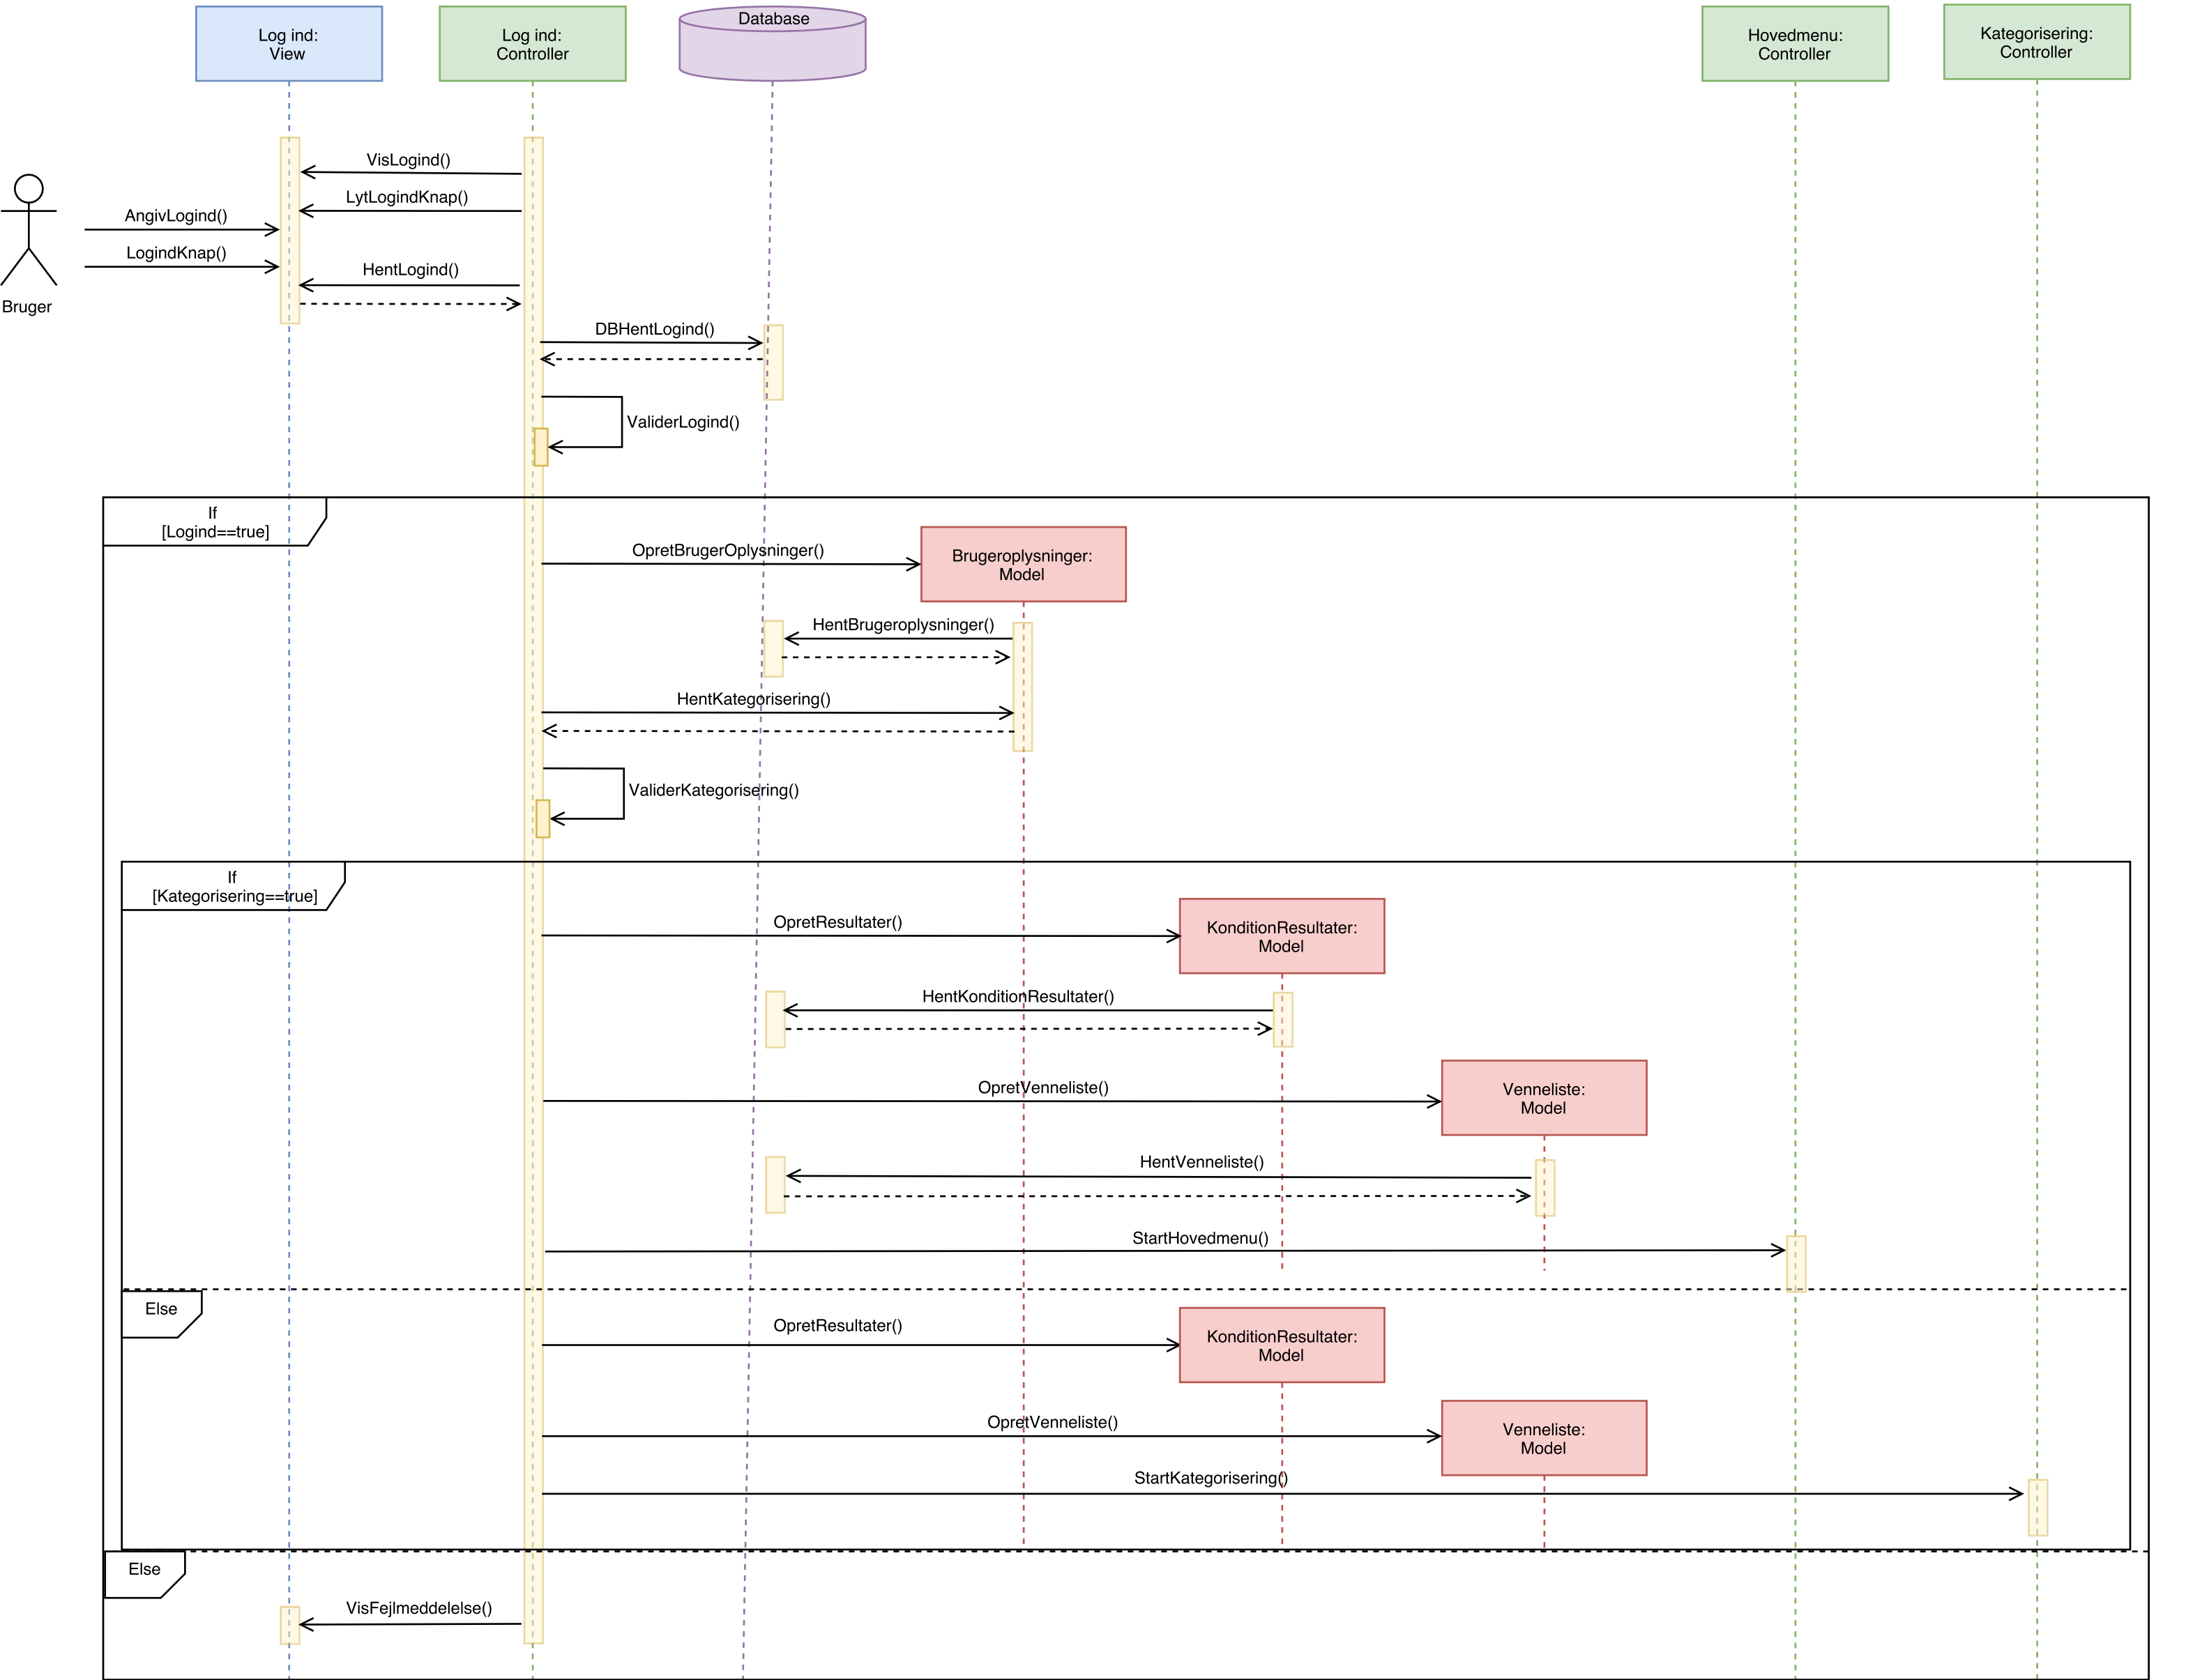 Log ind:
View
Log ind:
Controller
Database
Hovedmenu:
Controller
Kategorisering:
Controller
VisLogind()
LytLogindKnap()
AngivLogind()
LogindKnap()
HentLogind()
Bruger
DBHentLogind()
ValiderLogind()
If
[Logind==true]
OpretBrugerOplysninger()
Brugeroplysninger:
Model
HentBrugeroplysninger()
HentKategorisering()
ValiderKategorisering()
If
[Kategorisering==true]
OpretResultater()
KonditionResultater:
Model
HentKonditionResultater()
OpretVenneliste()
Venneliste:
Model
HentVenneliste()
StartHovedmenu()
Else
OpretResultater()
KonditionResultater:
Model
OpretVenneliste()
Venneliste:
Model
StartKategorisering()
Else
VisFejlmeddelelse()